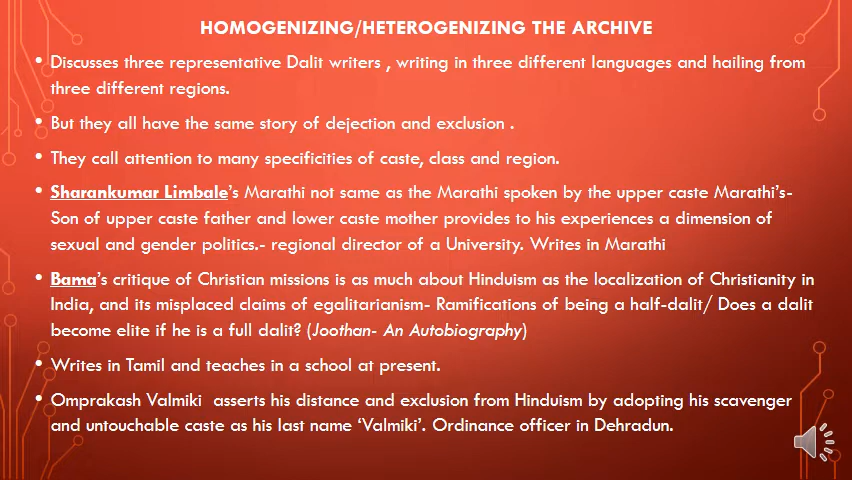 HOMOGENIZING/HETEROGENIZING THE ARCHIVE
• Discusses three representative Dalit writers , writing in three different languages and hailing from
three different regions.
• But they all have the same story of dejection and exclusion .
• They call attention to many specificities of caste, class and region.
• Sharankumar Limbale's Marathi not same as the Marathi spoken by the upper caste Marathi's-
Son of upper caste father and lower caste mother provides to his experiences a dimension of
sexual and gender politics.- regional director of a University. Writes in Marathi
• Bama's critique of Christian missions is as much about Hinduism as the localization of Christianity in
India, and its misplaced claims of egalitarianism- Ramifications of being a half-dalit/ Does a dalit
become elite if he is a full dalit? (Joothan- An Autobiography)
• Writes in Tamil and teaches in a school at present.
• Omprakash Valmiki asserts his distance and exclusion from Hinduism by adopting his scavenger
and untouchable caste as his last name 'Valmiki'. Ordinance officer in Dehradun.